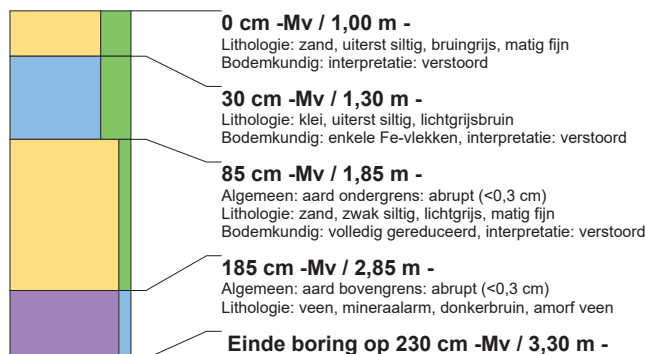 0 cm -Mv / 1,00 m -
Lithologie: zand, uiterst siltig, bruingrijs, matig fijn
Bodemkundig: interpretatie: verstoord
30 cm -Mv / 1,30 m -
Lithologie: klei, uiterst siltig, lichtgrijsbruin
Bodemkundig: enkele Fe-vlekken, interpretatie: verstoord
85 cm -Mv / 1,85 m -
Algemeen: aard ondergrens: abrupt (<0,3 cm)
Lithologie: zand, zwak siltig, lichtgrijs, matig fijn
Bodemkundig: volledig gereduceerd, interpretatie: verstoord
185 cm -Mv / 2,85 m -
Algemeen: aard bovengrens: abrupt (<0,3 cm)
Lithologie: veen, mineraalarm, donkerbruin, amorf veen
Einde boring op 230 cm -Mv / 3,30 m -